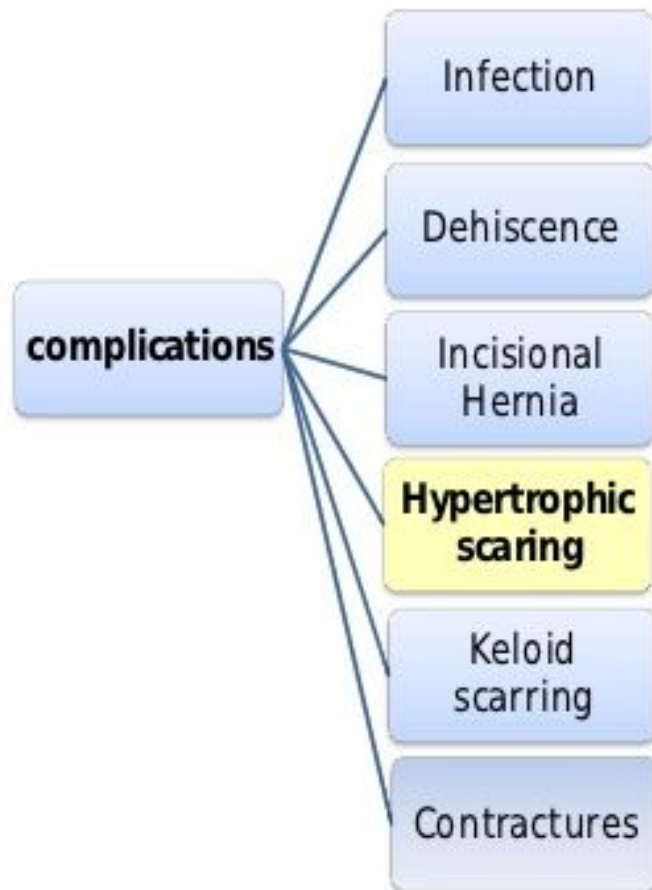 Infection
Dehiscence
complications
Incisional
Hernia
Hypertrophic
scaring
Keloid
scarring
Contractures